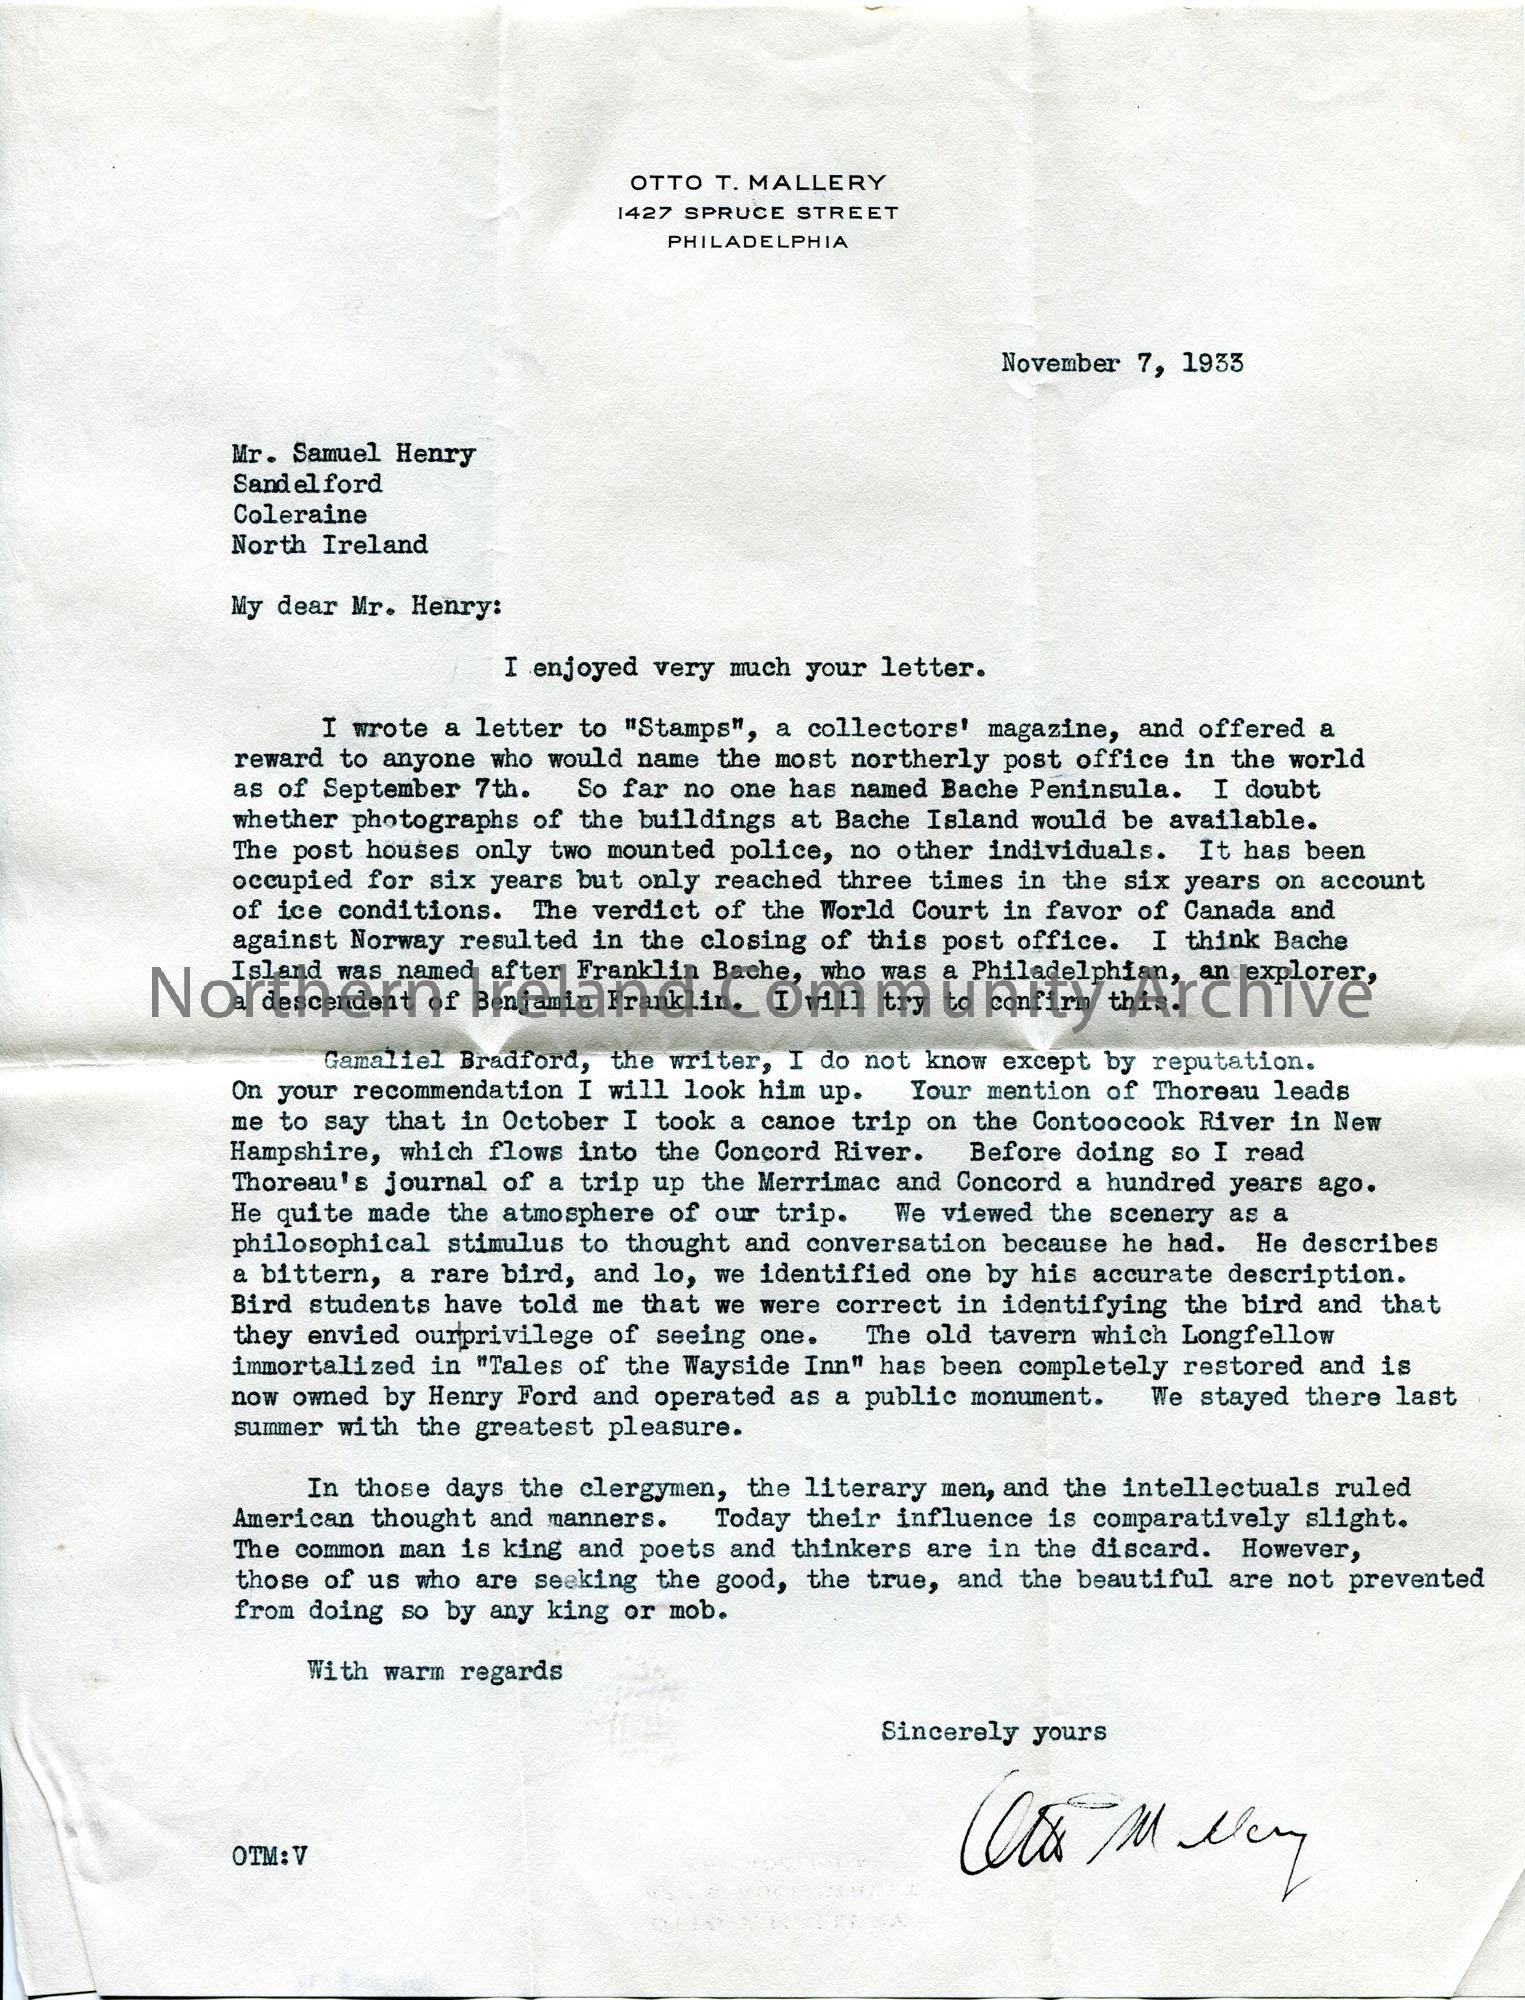 OTTO T. MALLERY
1427 SPRUCE STREET
PHILADELPHIA
November 7, 1933
Mr. Samuel Henry
Sandelford
Coleraine
North Ireland
My dear Mr. Henry:
I enjoyed very much your letter.
I wrote a letter to "Stamps", a collectors' magazine, and offered a
reward to anyone who would name the most northerly post office in the world
as of September 7th. So far no one has named Bache Peninsula. I doubt
whether photographs of the buildings at Bache Island would be available.
The post houses only two mounted police, no other individuals. It has been
occupied for six years but only reached three times in the six years on account
of ice conditions. The verdict of the World Court in favor of Canada and
against Norway resulted in the closing of this post office. I think Bache
Island was named after Franklin Bache, who was a Philadelphian, an explorer,
a descendent of Benjamin Franklin. I will try to confirm this.
Northern Ireland Community Archive
Gamaliel Bradford, the writer, I do not know except by reputation.
On your recommendation I will look him up. Your mention of Thoreau leads
me to say that in October I took a canoe trip on the Contoocook River in New
Hampshire, which flows into the Concord River. Before doing so I read
Thoreau's journal of a trip up the Merrimac and Concord a hundred years ago.
He quite made the atmosphere of our trip. We viewed the scenery as a
philosophical stimulus to thought and conversation because he had. He describes
a bittern, a rare bird, and lo, we identified one by his accurate description.
Bird students have told me that we were correct in identifying the bird and that
they envied our|privilege of seeing one. The old tavern which Longfellow
immortalized in "Tales of the Wayside Inn" has been completely restored and is
now owned by Henry Ford and operated as a public monument. We stayed there last
summer with the greatest pleasure.
In those days the clergymen, the literary men, and the intellectuals ruled
American thought and manners. Today their influence is comparatively slight.
The common man is king and poets and thinkers are in the discard. However,
those of us who are seeking the good, the true, and the beautiful are not prevented
from doing so by any king or mob.
With warm regards
Sincerely yours
Otto Mallery
OTM:V